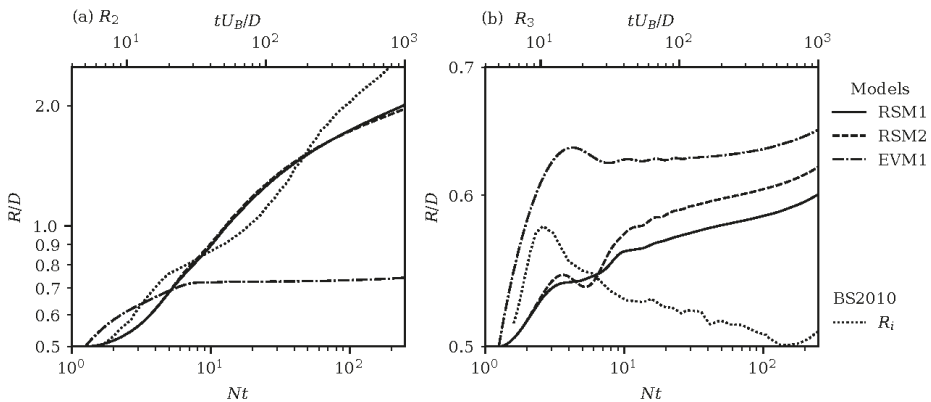 (a) R₂
tU_B/D
10¹ 10² 10³
2.0
1.0
0.9
0.8
0.7
0.6
0.5
R/D
10⁰ 10¹ 10²
Nt
(b) R₃
tU_B/D
10¹ 10² 10³
0.7
0.6
0.5
R/D
10⁰ 10¹ 10²
Nt
Models
RSM1
RSM2
EVM1
BS2010
Rᵢ